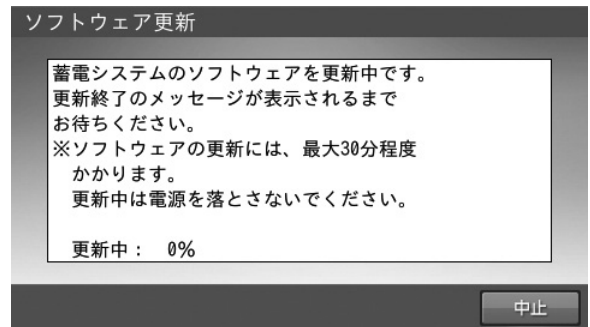 ソフトウェア更新
蓄電システムのソフトウェアを更新中です。
更新終了のメッセージが表示されるまで
お待ちください。
※ソフトウェアの更新には、最大30分程度
かかります。
更新中は電源を落とさないでください。
更新中： 0%
中止